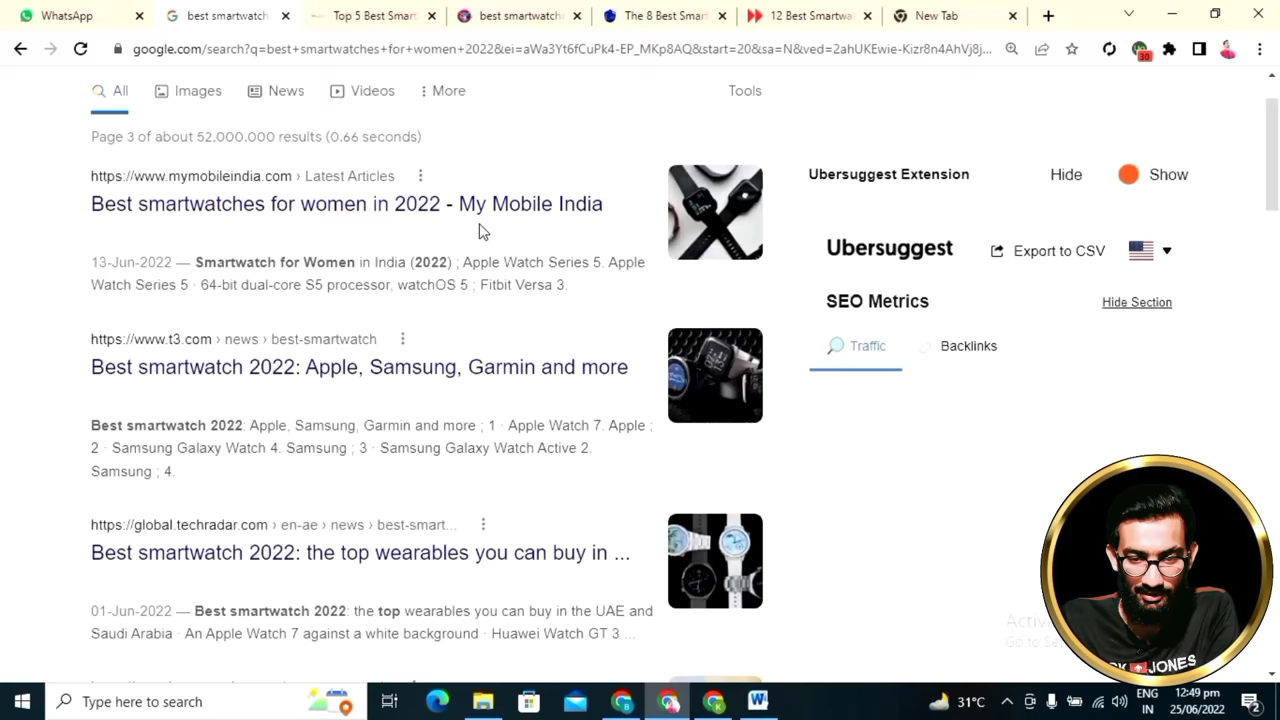 WhatsApp
best smartwatch
Top 5 Best Smart
best smartwatch
The 8 Best Smart
12 Best Smartwa
New Tab
google.com/search?q=best+smartwatches+for+women+2022&ei=aWa3Yt6fCuPk4-EP_MKp8AQ&start=20&sa=N&ved=2ahUKEwie-Kizr8n4AhVj8j...
30
All
Images
News
Videos
More
Tools
Page 3 of about 52,000,000 results (0.66 seconds)
https://www.mymobileindia.com › Latest Articles
Best smartwatches for women in 2022 - My Mobile India
13-Jun-2022 — Smartwatch for Women in India (2022) ; Apple Watch Series 5. Apple
Watch Series 5 · 64-bit dual-core S5 processor, watchOS 5 ; Fitbit Versa 3.
https://www.t3.com › news › best-smartwatch
Best smartwatch 2022: Apple, Samsung, Garmin and more
Best smartwatch 2022: Apple, Samsung, Garmin and more ; 1 · Apple Watch 7. Apple ;
2 · Samsung Galaxy Watch 4. Samsung ; 3 · Samsung Galaxy Watch Active 2.
Samsung ; 4.
https://global.techradar.com › en-ae › news › best-smart...
Best smartwatch 2022: the top wearables you can buy in ...
01-Jun-2022 — Best smartwatch 2022: the top wearables you can buy in the UAE and
Saudi Arabia · An Apple Watch 7 against a white background · Huawei Watch GT 3 ...
Ubersuggest Extension
Hide
Show
Ubersuggest
Export to CSV
SEO Metrics
Hide Section
Traffic
Backlinks
JONES
Type here to search
31°C
ENG
IN
12:49 pm
25/06/2022
2